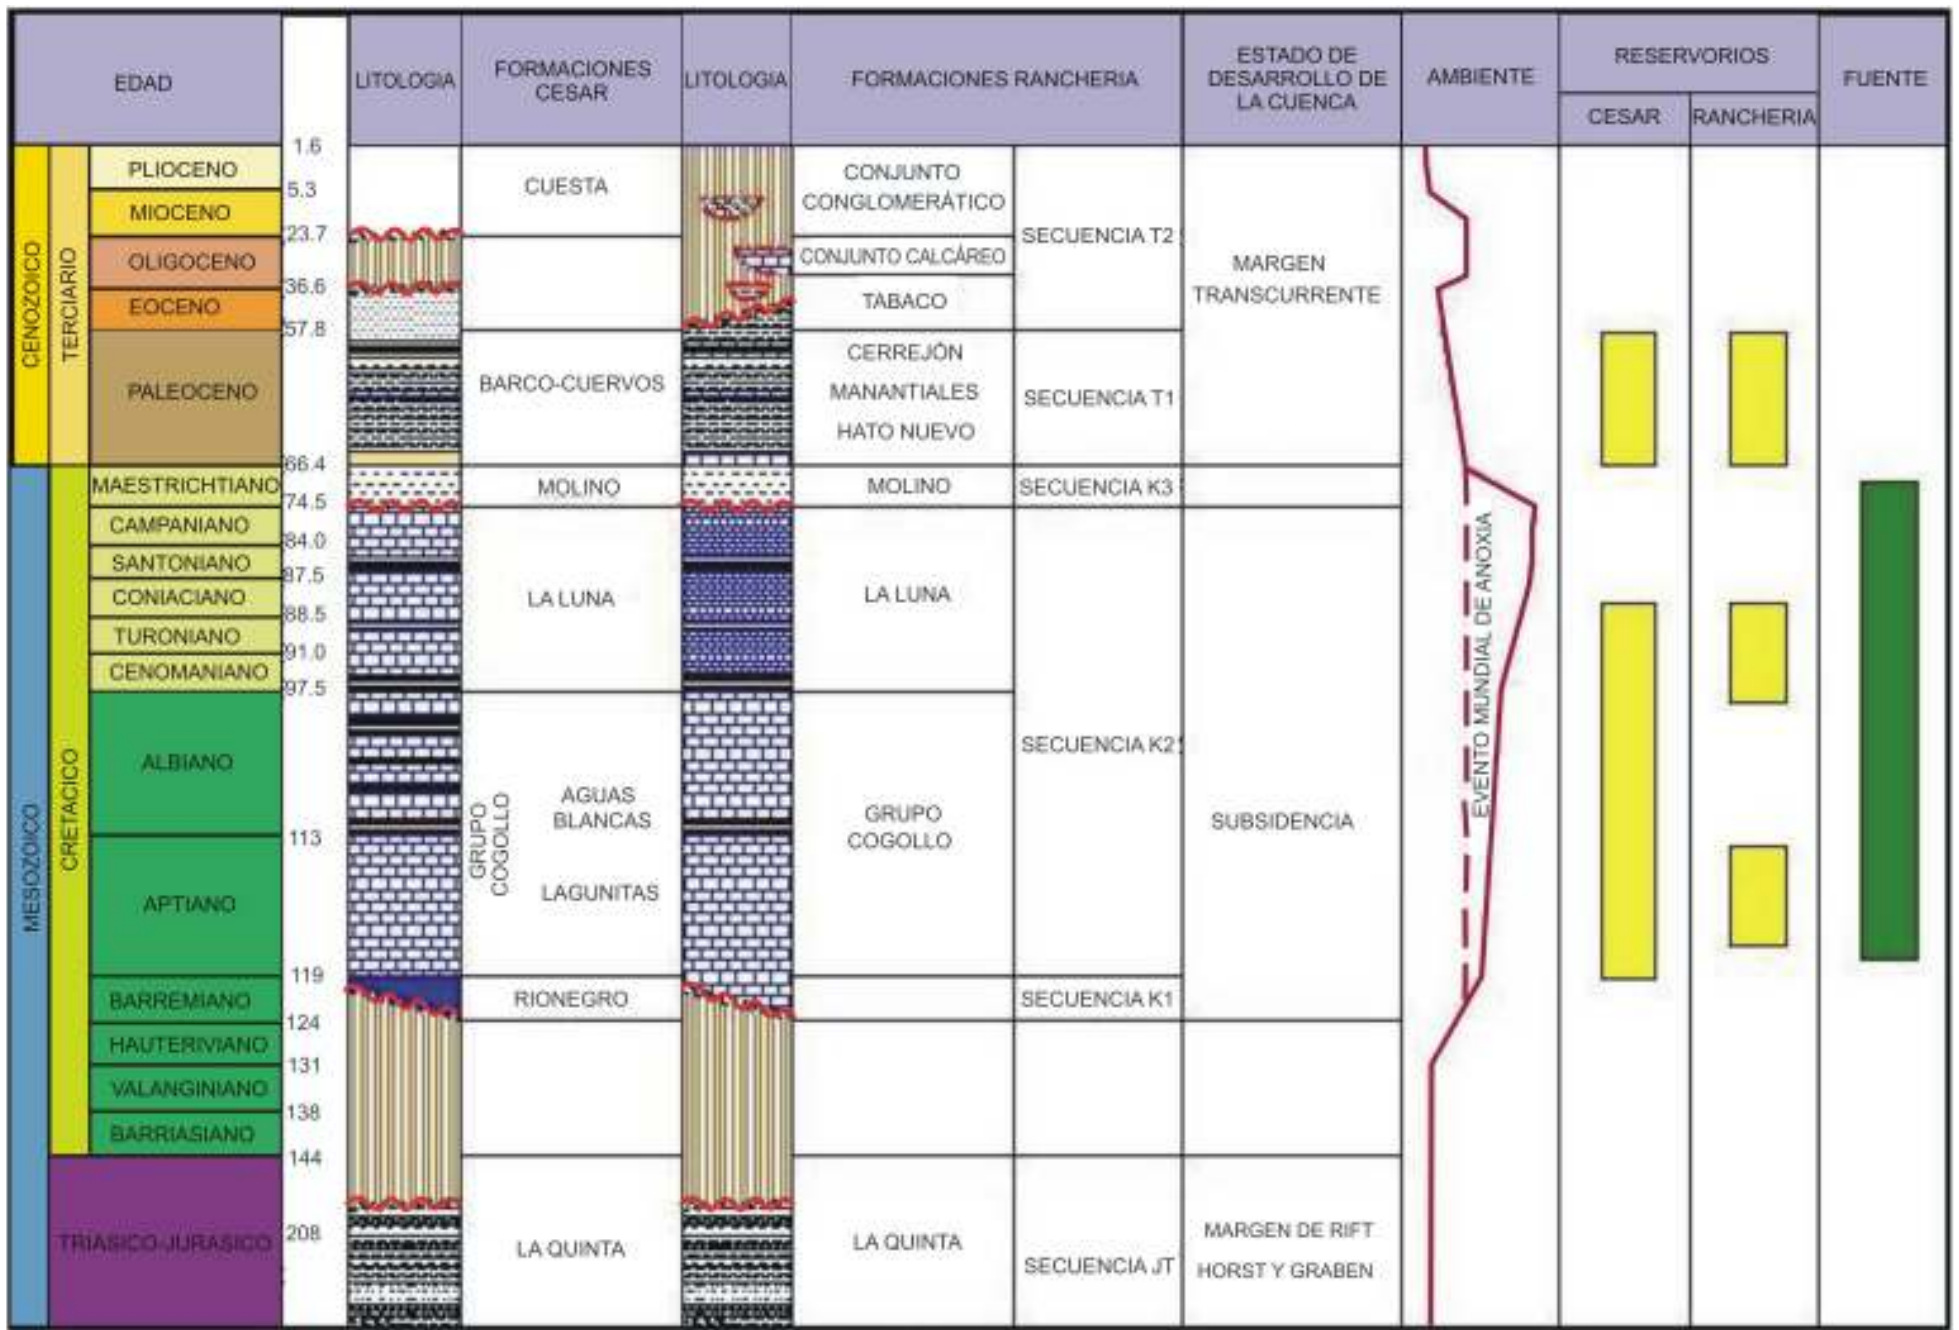 EDAD
LITOLOGIA
FORMACIONES
CESAR
LITOLOGIA
FORMACIONES RANCHERIA
ESTADO DE
DESARROLLO DE
LA CUENCA
AMBIENTE
RESERVORIOS
CESAR
RANCHERIA
FUENTE
CENOZOICO
TERCIARIO
MESOZOICO
CRETACICO
1.6
PLIOCENO
5.3
MIOCENO
23.7
OLIGOCENO
36.6
EOCENO
57.8
PALEOCENO
66.4
MAESTRICHTIANO
74.5
CAMPANIANO
84.0
SANTONIANO
87.5
CONIACIANO
88.5
TURONIANO
91.0
CENOMANIANO
97.5
ALBIANO
113
APTIANO
119
BARREMIANO
124
HAUTERIVIANO
131
VALANGINIANO
138
BARRIASIANO
144
TRIASICO-JURASICO
208
CUESTA
BARCO-CUERVOS
MOLINO
LA LUNA
GRUPO
COGOLLO
AGUAS
BLANCAS
LAGUNITAS
RIONEGRO
LA QUINTA
CONJUNTO
CONGLOMERÁTICO
CONJUNTO CALCÁREO
TABACO
CERREJÓN
MANANTIALES
HATO NUEVO
MOLINO
LA LUNA
GRUPO
COGOLLO
LA QUINTA
SECUENCIA T2
SECUENCIA T1
SECUENCIA K3
SECUENCIA K2
SECUENCIA K1
SECUENCIA JT
MARGEN
TRANSCURRENTE
SUBSIDENCIA
MARGEN DE RIFT
HORST Y GRABEN
EVENTO MUNDIAL DE ANOXIA